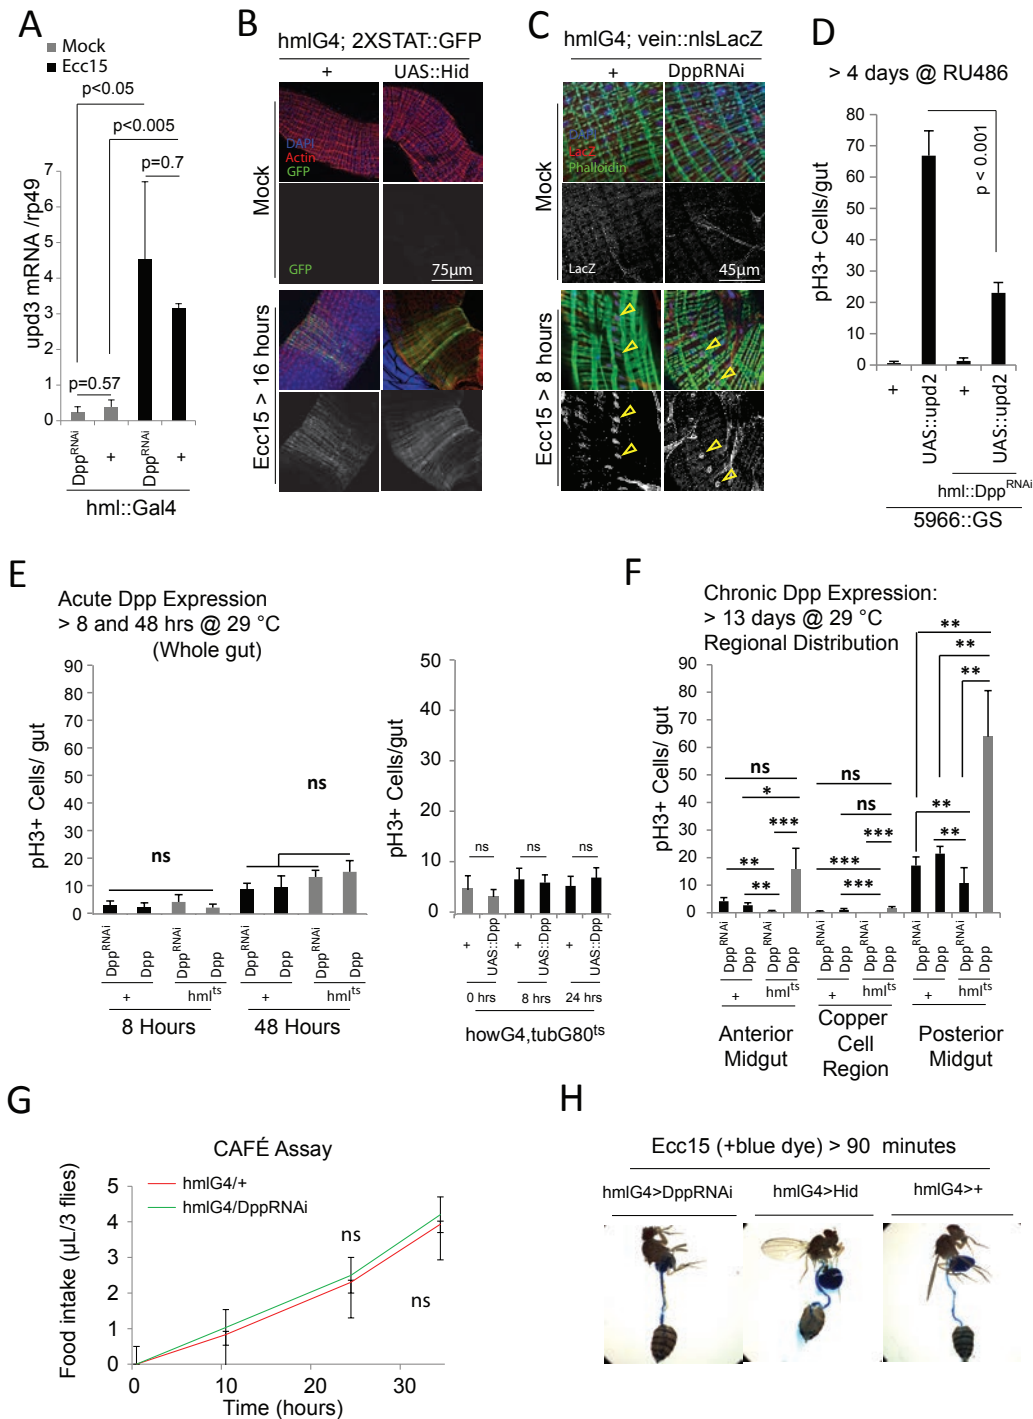 A
Mock
Ecc15
p<0.05
p<0.005
p=0.7
p=0.57
upd3 mRNA /rp49
7
6
5
4
3
2
1
0
DppRNAi
+
DppRNAi
+
hml::Gal4
B
hmlG4; 2XSTAT::GFP
+
UAS::Hid
Mock
DAPI
Actin
GFP
GFP
75µm
Ecc15 > 16 hours
C
hmlG4; vein::nlsLacZ
+
DppRNAi
Mock
DAPI
LacZ
Phalloidin
LacZ
45µm
Ecc15 > 8 hours
D
> 4 days @ RU486
pH3+ Cells/gut
80
70
60
50
40
30
20
10
0
p < 0.001
+
UAS::upd2
+
UAS::upd2
hml::DppRNAi
5966::GS
E
Acute Dpp Expression
> 8 and 48 hrs @ 29 °C
(Whole gut)
pH3+ Cells/ gut
90
80
70
60
50
40
30
20
10
0
ns
ns
DppRNAi
Dpp
DppRNAi
Dpp
DppRNAi
Dpp
DppRNAi
Dpp
+
hmlts
+
hmlts
8 Hours
48 Hours
pH3+ Cells/gut
50
40
30
20
10
0
ns
ns
ns
+
UAS::Dpp
+
UAS::Dpp
+
UAS::Dpp
0 hrs
8 hrs
24 hrs
howG4,tubG80ts
F
Chronic Dpp Expression:
> 13 days @ 29 °C
Regional Distribution
pH3+ Cells/gut
90
80
70
60
50
40
30
20
10
0
ns
*
***
**
**
ns
ns
***
***
***
**
**
**
**
**
DppRNAi
Dpp
DppRNAi
Dpp
DppRNAi
Dpp
DppRNAi
Dpp
DppRNAi
Dpp
DppRNAi
Dpp
+
hmlts
+
hmlts
+
hmlts
Anterior
Midgut
Copper
Cell
Region
Posterior
Midgut
G
CAFÉ Assay
hmlG4/+
hmlG4/DppRNAi
Food intake (µL/3 flies)
5
4
3
2
1
0
ns
ns
0
10
20
30
Time (hours)
H
Ecc15 (+blue dye) > 90 minutes
hmlG4>DppRNAi
hmlG4>Hid
hmlG4>+